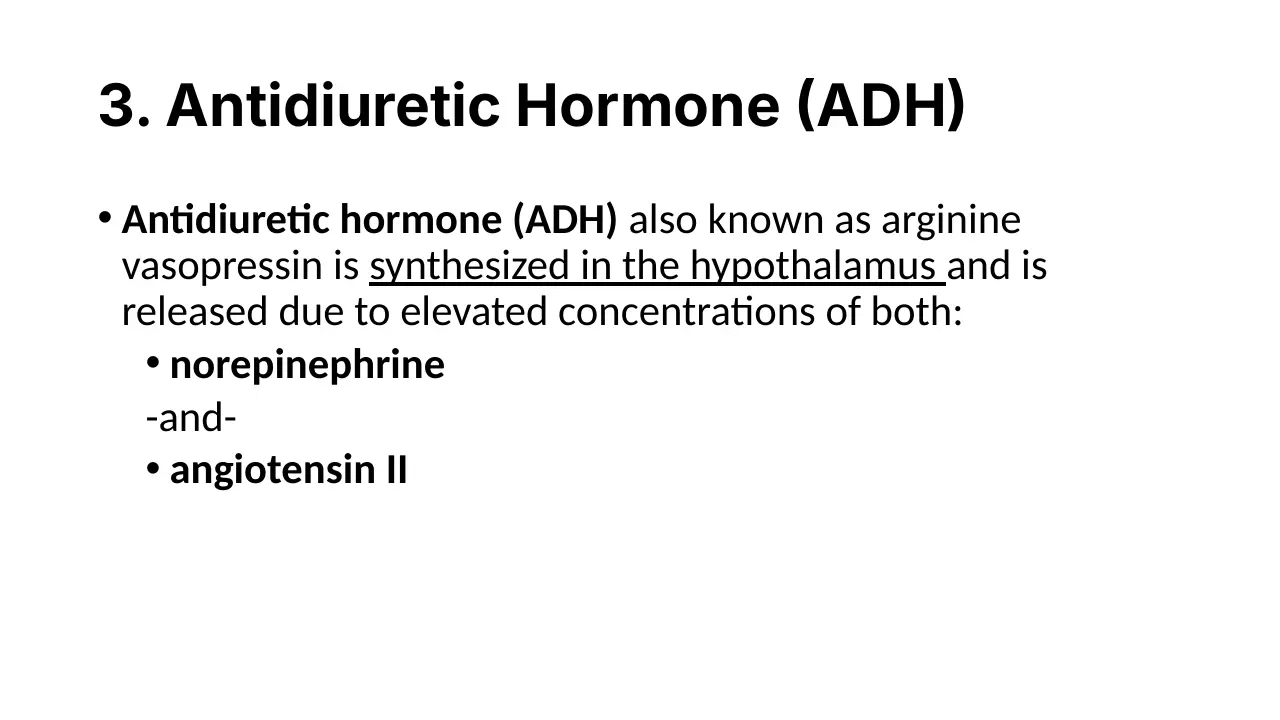 3. Antidiuretic Hormone (ADH)
• Antidiuretic hormone (ADH) also known as arginine
vasopressin is synthesized in the hypothalamus and is
released due to elevated concentrations of both:
• norepinephrine
-and-
• angiotensin II